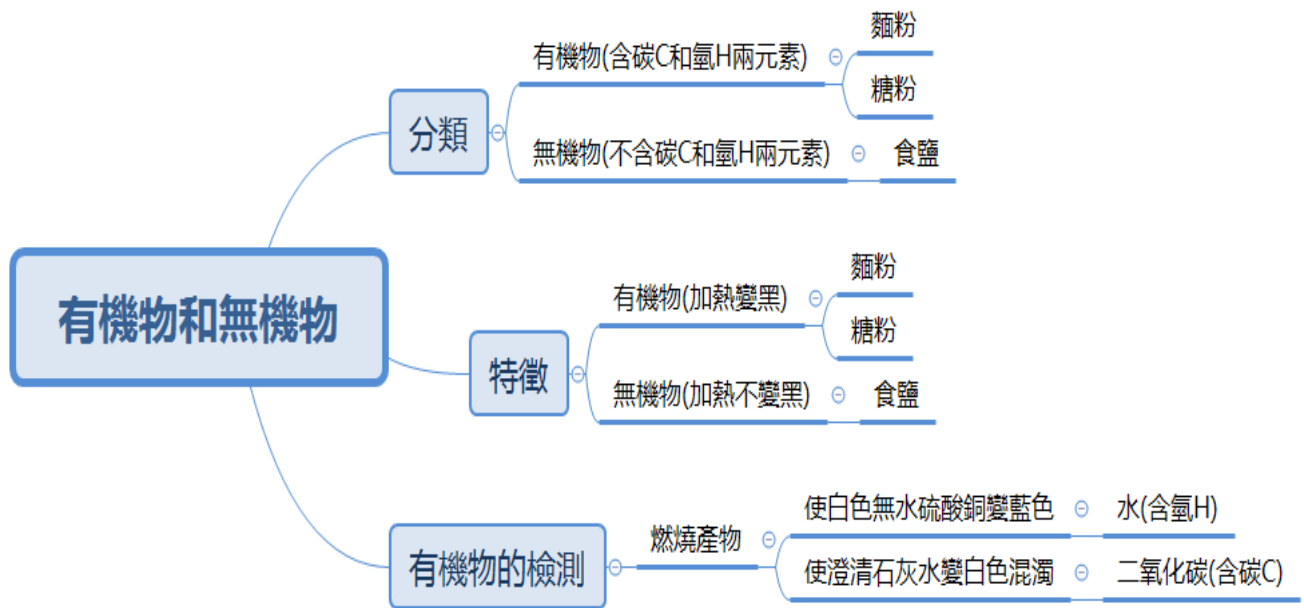 有機物和無機物
分類
有機物(含碳C和氫H兩元素)
麵粉
糖粉
無機物(不含碳C和氫H兩元素)
食鹽
特徵
有機物(加熱變黑)
麵粉
糖粉
無機物(加熱不變黑)
食鹽
有機物的檢測
燃燒產物
使白色無水硫酸銅變藍色
水(含氫H)
使澄清石灰水變白色混濁
二氧化碳(含碳C)